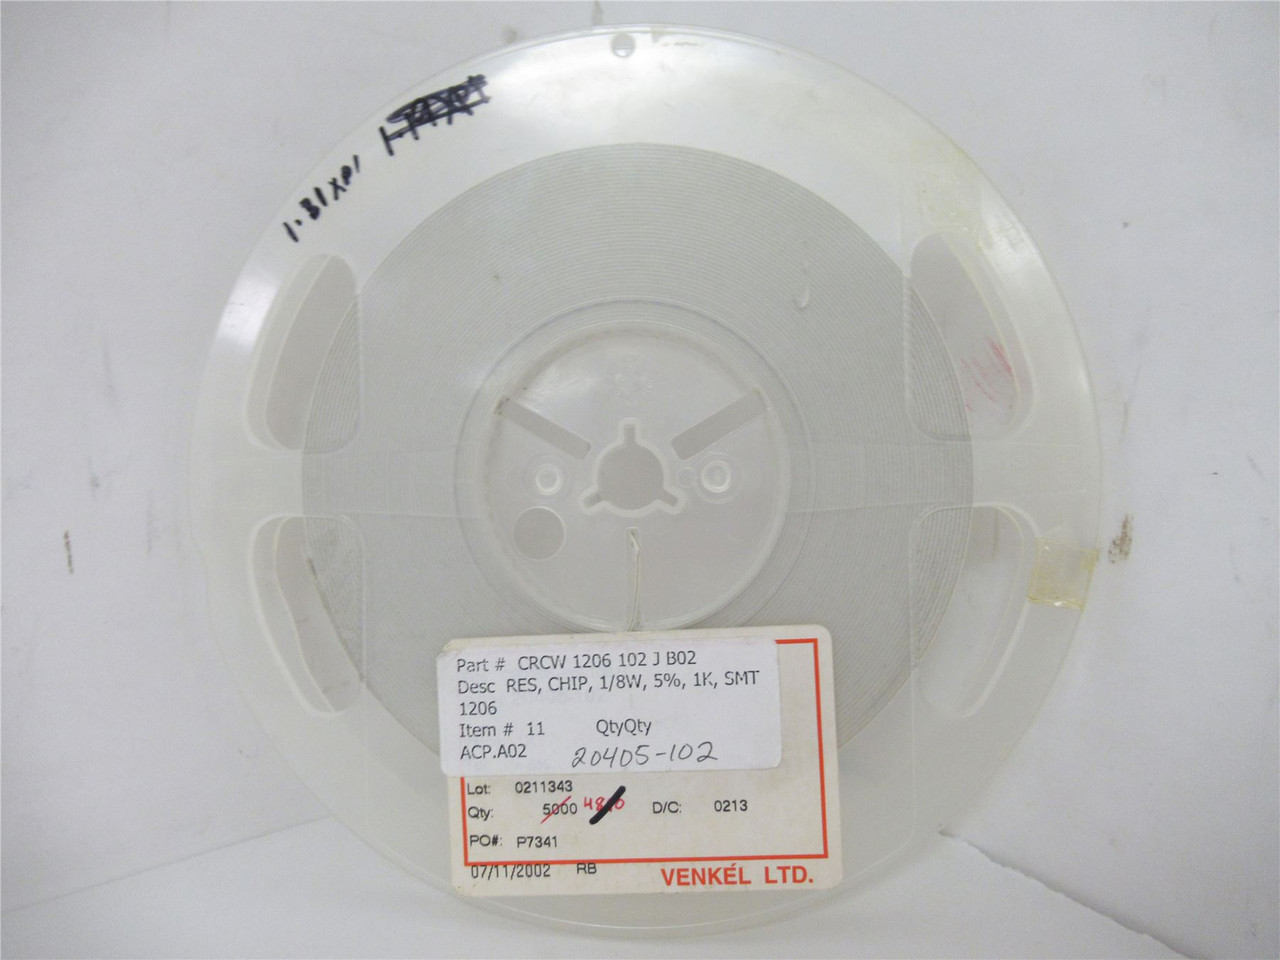 1.31XP1
Part # CRCW 1206 102 J B02
Desc RES, CHIP, 1/8W, 5%, 1K, SMT
1206
Item # 11 QtyQty
ACP.A02 20405-102
Lot: 0211343
Qty: 5000 D/C: 0213
PO#: P7341
07/11/2002 RB VENKÉL LTD.